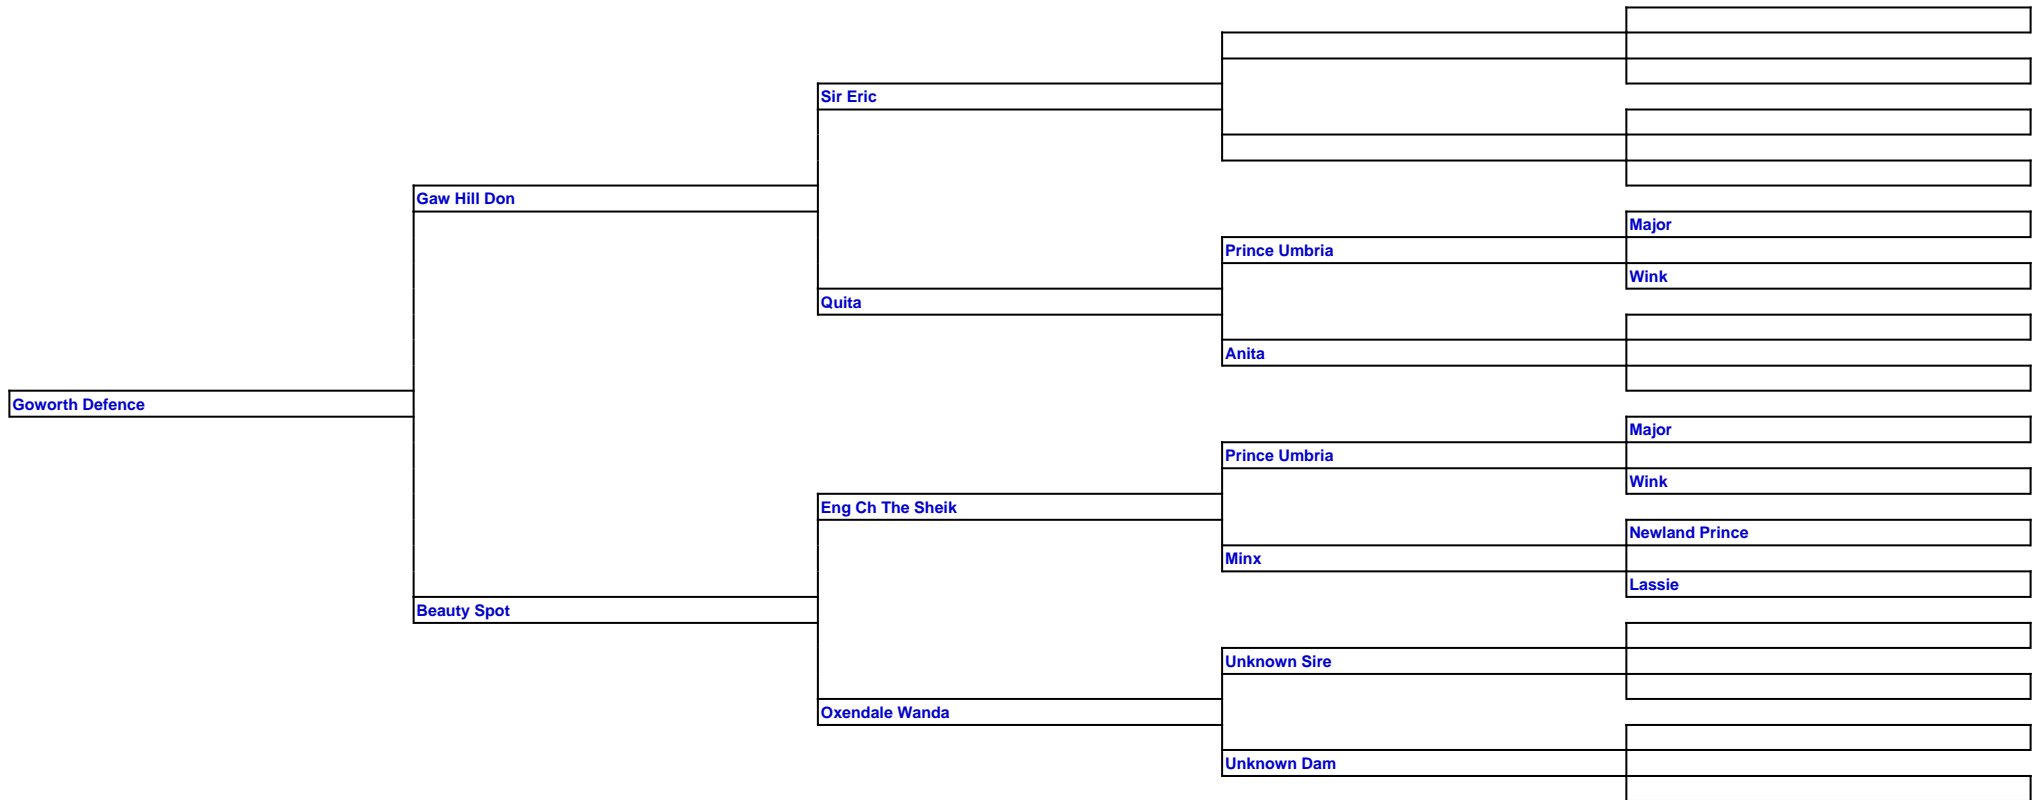 Sir Eric
Gaw Hill Don
Major
Prince Umbria
Wink
Quita
Anita
Goworth Defence
Major
Prince Umbria
Wink
Eng Ch The Sheik
Newland Prince
Minx
Lassie
Beauty Spot
Unknown Sire
Oxendale Wanda
Unknown Dam